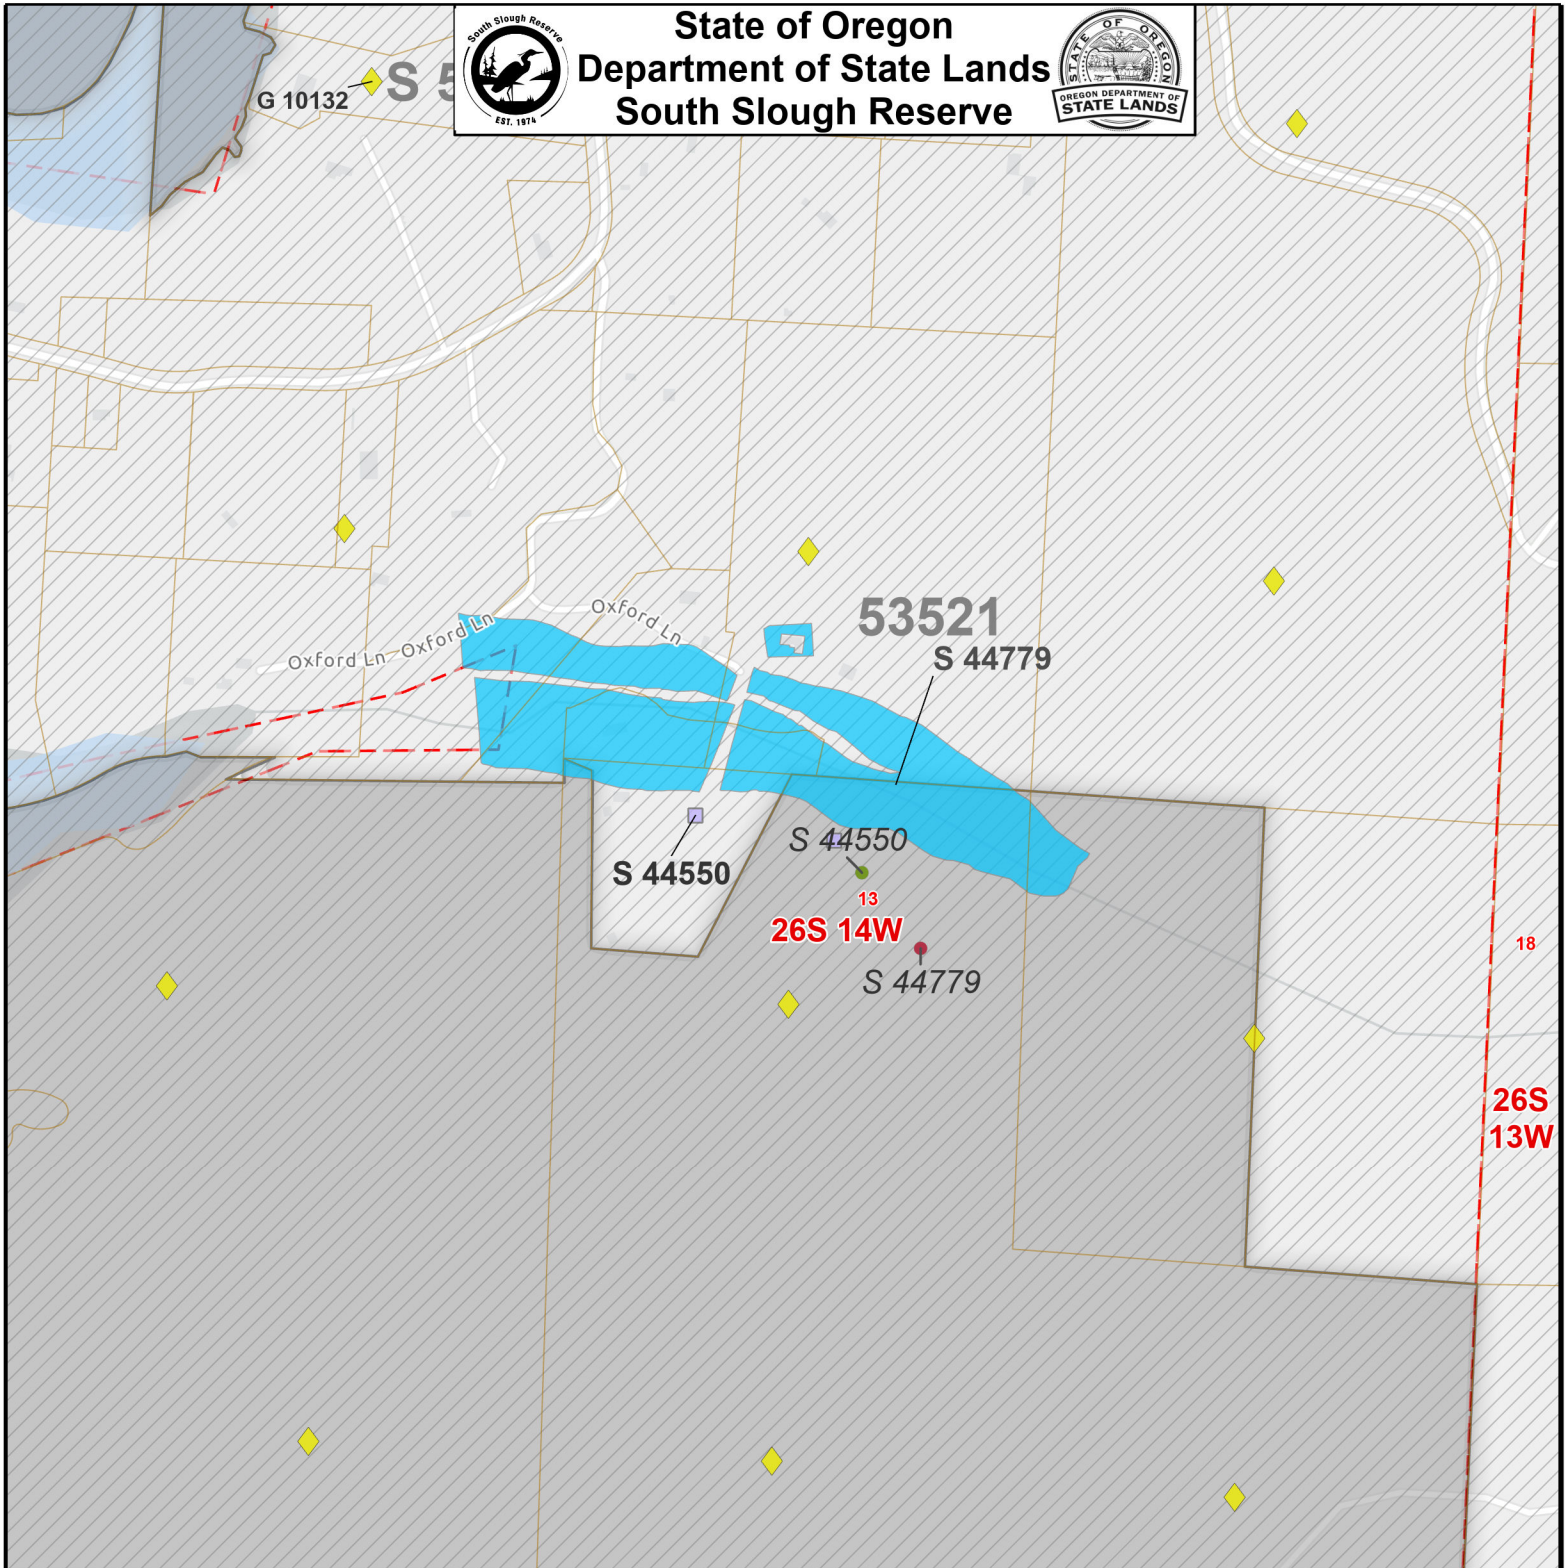 South Slough Reserve
EST. 1974
State of Oregon
Department of State Lands
South Slough Reserve
STATE OF OREGON
OREGON DEPARTMENT OF
STATE LANDS
G 10132
S 5
Oxford Ln
Oxford Ln
Oxford Ln
53521
S 44779
S 44550
S 44550
13
26S 14W
S 44779
18
26S
13W